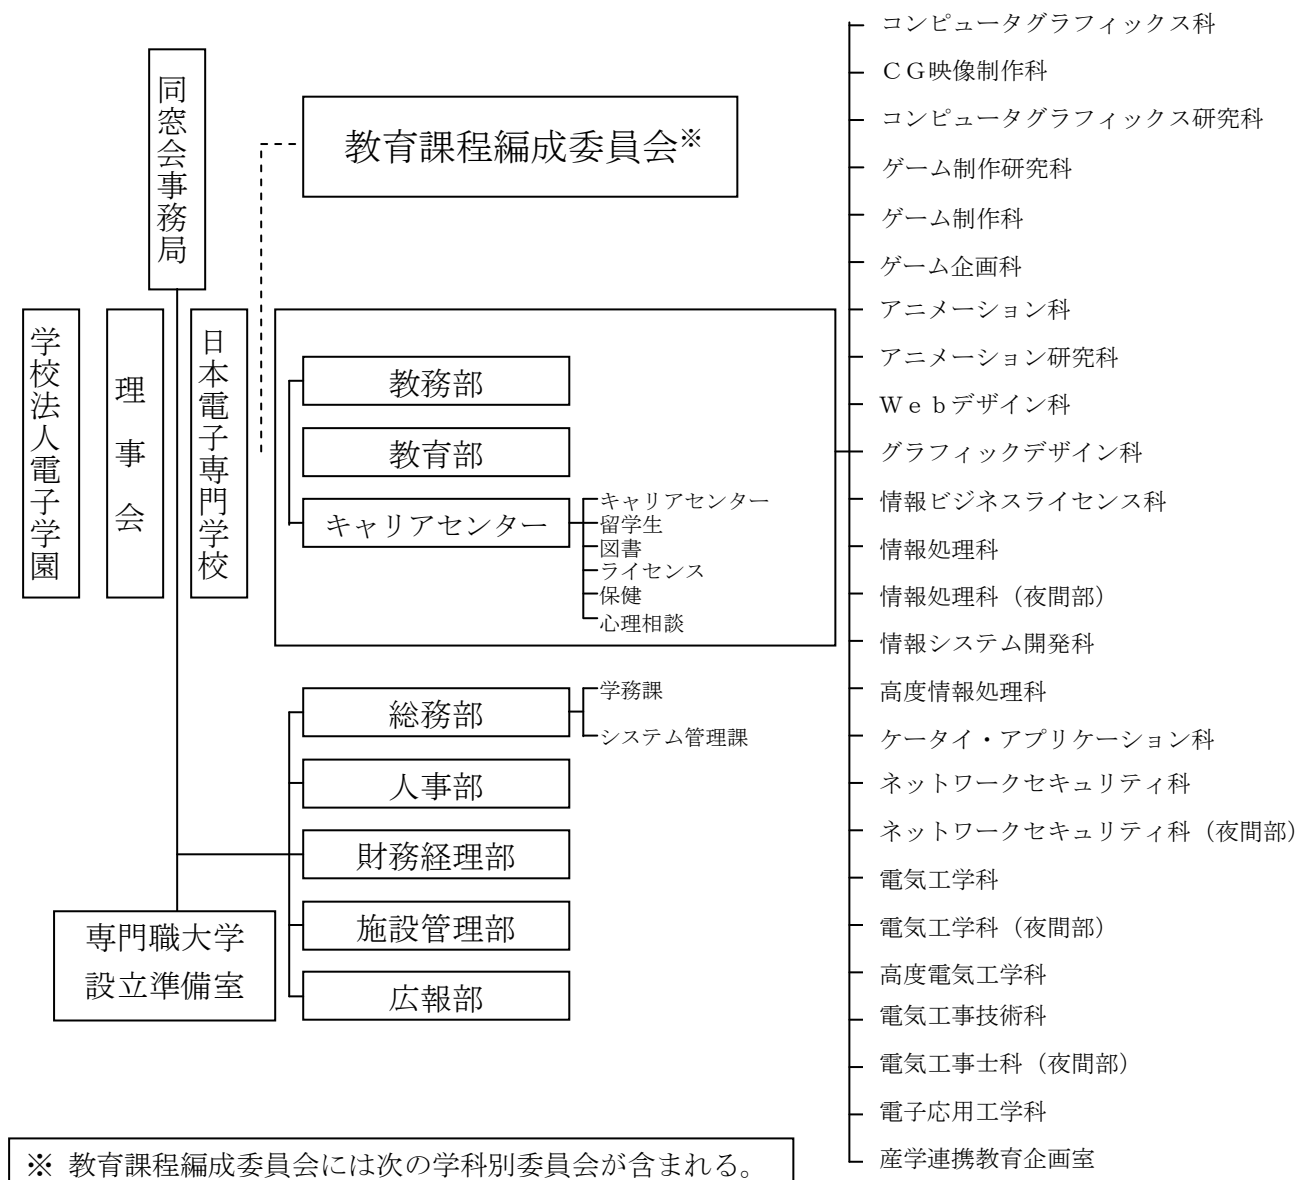 同窓会事務局
教育課程編成委員会※
学校法人電子学園
理事会
日本電子専門学校
教務部
教育部
キャリアセンター
キャリアセンター
留学生
図書
ライセンス
保健
心理相談
総務部
学務課
システム管理課
人事部
財務経理部
施設管理部
広報部
専門職大学
設立準備室
コンピュータグラフィックス科
ＣＧ映像制作科
コンピュータグラフィックス研究科
ゲーム制作研究科
ゲーム制作科
ゲーム企画科
アニメーション科
アニメーション研究科
Ｗｅｂデザイン科
グラフィックデザイン科
情報ビジネスライセンス科
情報処理科
情報処理科（夜間部）
情報システム開発科
高度情報処理科
ケータイ・アプリケーション科
ネットワークセキュリティ科
ネットワークセキュリティ科（夜間部）
電気工学科
電気工学科（夜間部）
高度電気工学科
電気工事技術科
電気工事士科（夜間部）
電子応用工学科
産学連携教育企画室
※ 教育課程編成委員会には次の学科別委員会が含まれる。